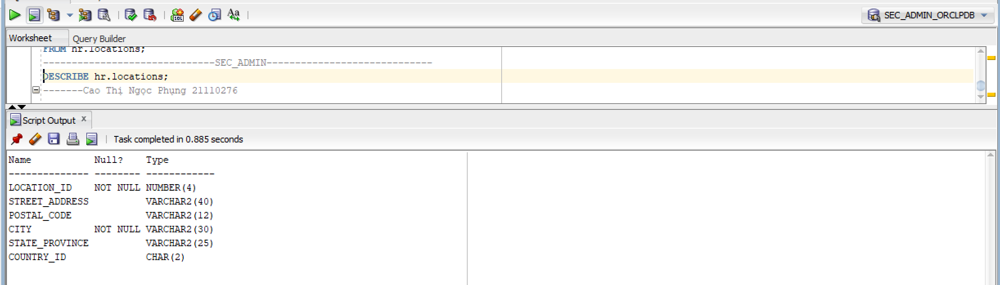 SEC_ADMIN_ORCLPDB
Worksheet Query Builder
FROM hr.locations;
------------------------------SEC_ADMIN-----------------------------
DESCRIBE hr.locations;
-------Cao Thị Ngọc Phụng 21110276
Script Output x
Task completed in 0.885 seconds
Name           Null?    Type
-------------- -------- ------------
LOCATION_ID    NOT NULL NUMBER(4)
STREET_ADDRESS          VARCHAR2(40)
POSTAL_CODE             VARCHAR2(12)
CITY           NOT NULL VARCHAR2(30)
STATE_PROVINCE          VARCHAR2(25)
COUNTRY_ID              CHAR(2)